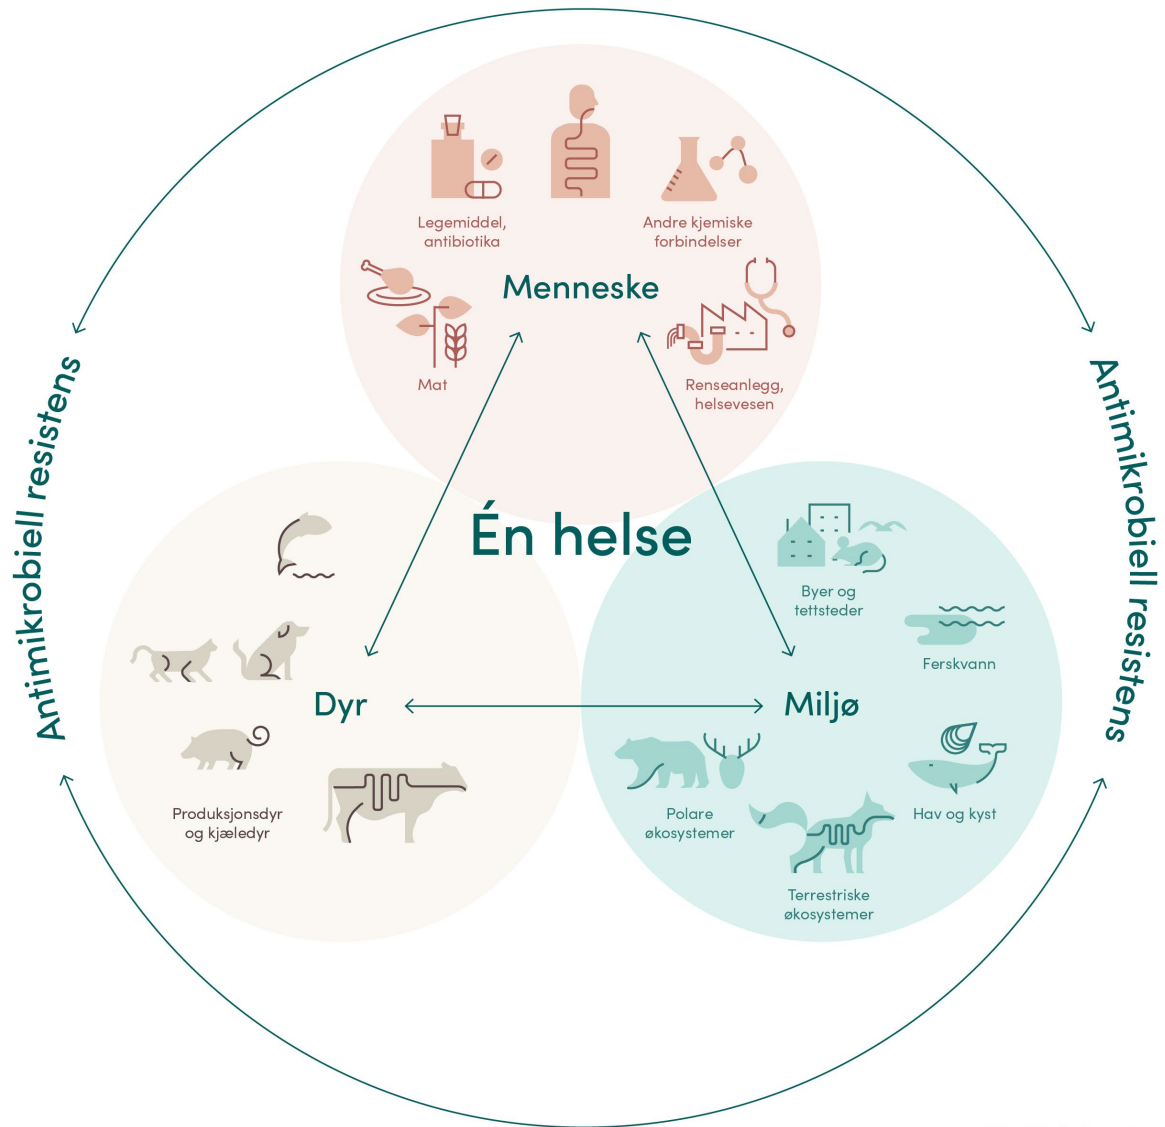 Legemiddel,
antibiotika
Andre kjemiske
forbindelser
Menneske
Mat
Renseanlegg,
helsevesen
Antimikrobiell resistens
Antimikrobiell resistens
Én helse
Byer og
tettsteder
Ferskvann
Dyr
Miljø
Produksjonsdyr
og kjæledyr
Polare
økosystemer
Hav og kyst
Terrestriske
økosystemer